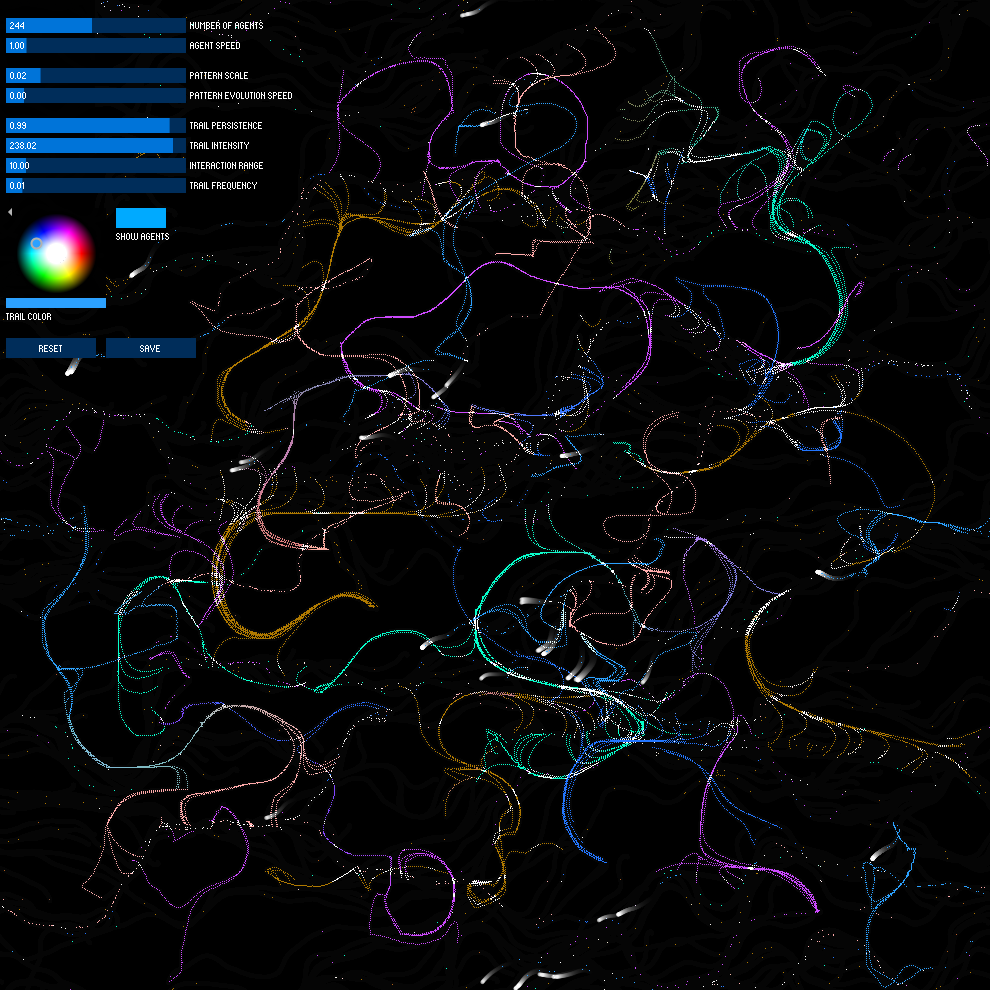 244 NUMBER OF AGENTS
1.00 AGENT SPEED
0.02 PATTERN SCALE
0.00 PATTERN EVOLUTION SPEED
0.99 TRAIL PERSISTENCE
238.02 TRAIL INTENSITY
10.00 INTERACTION RANGE
0.01 TRAIL FREQUENCY
SHOW AGENTS
TRAIL COLOR
RESET SAVE